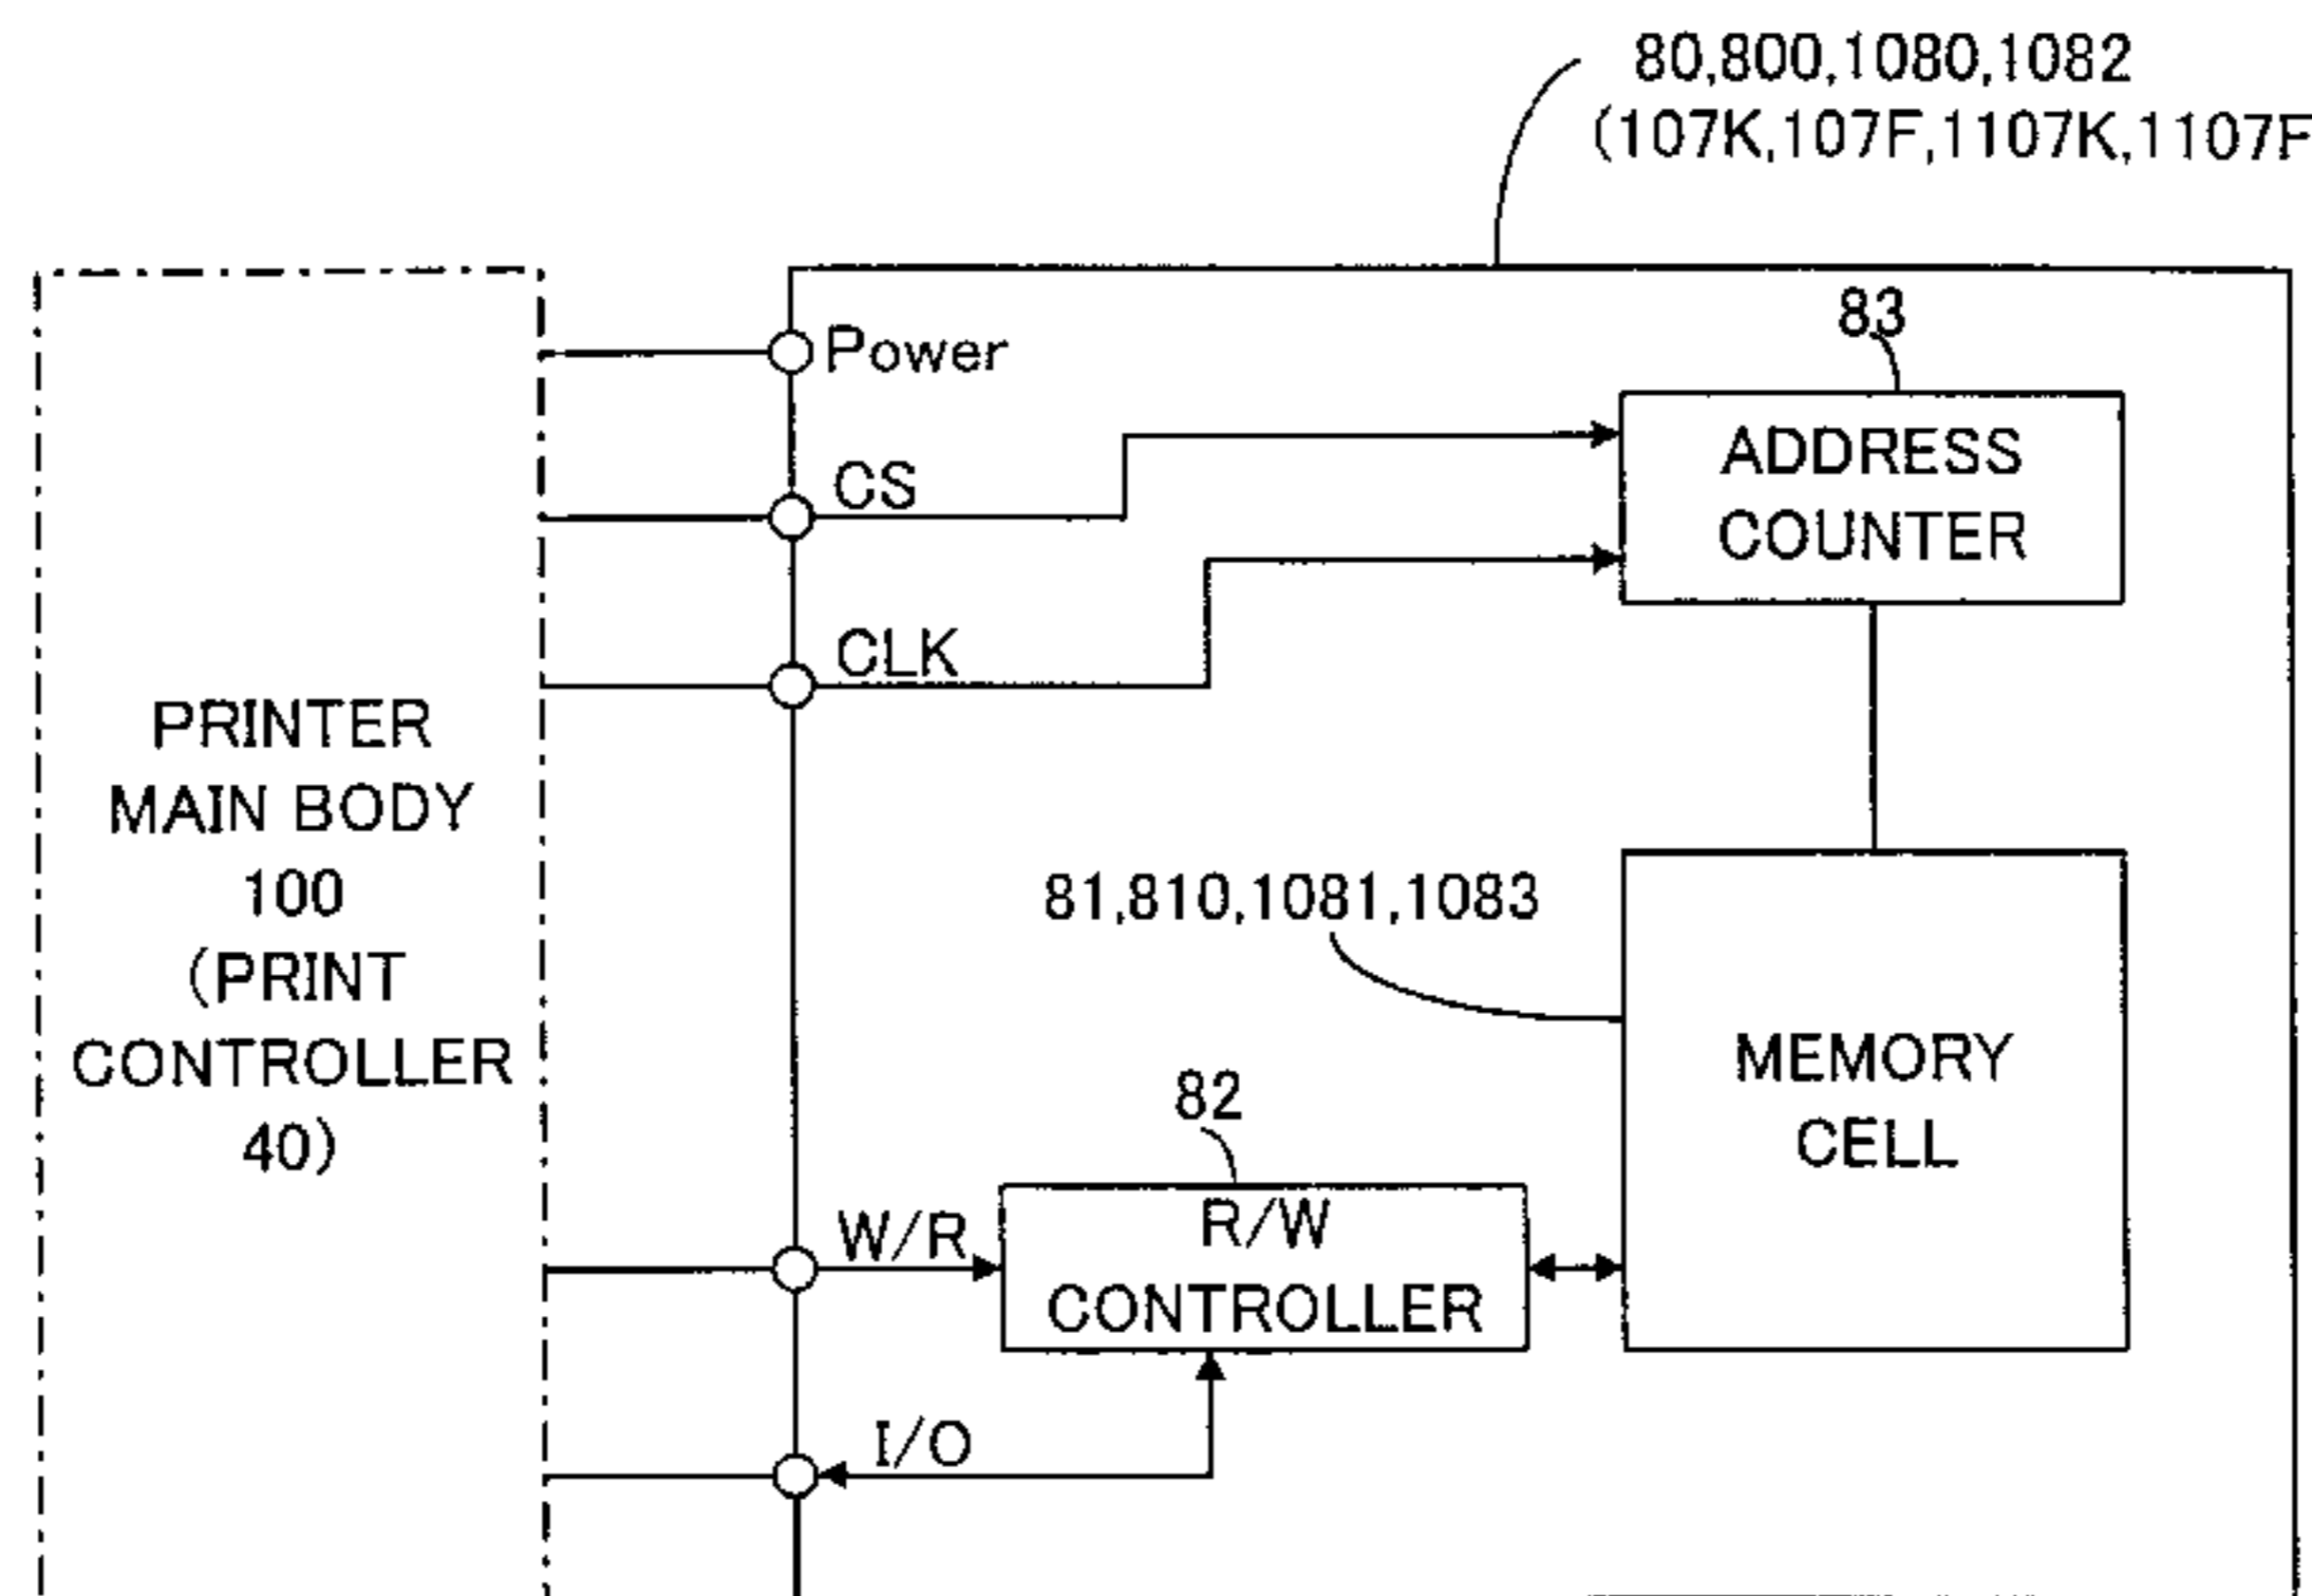 80,800,1080,1082
(107K,107F,1107K,1107F
83
Power
ADDRESS
COUNTER
CS
CLK
PRINTER
MAIN BODY
100
(PRINT
CONTROLLER
40)
81,810,1081,1083
MEMORY
CELL
82
W/R
R/W
CONTROLLER
I/O